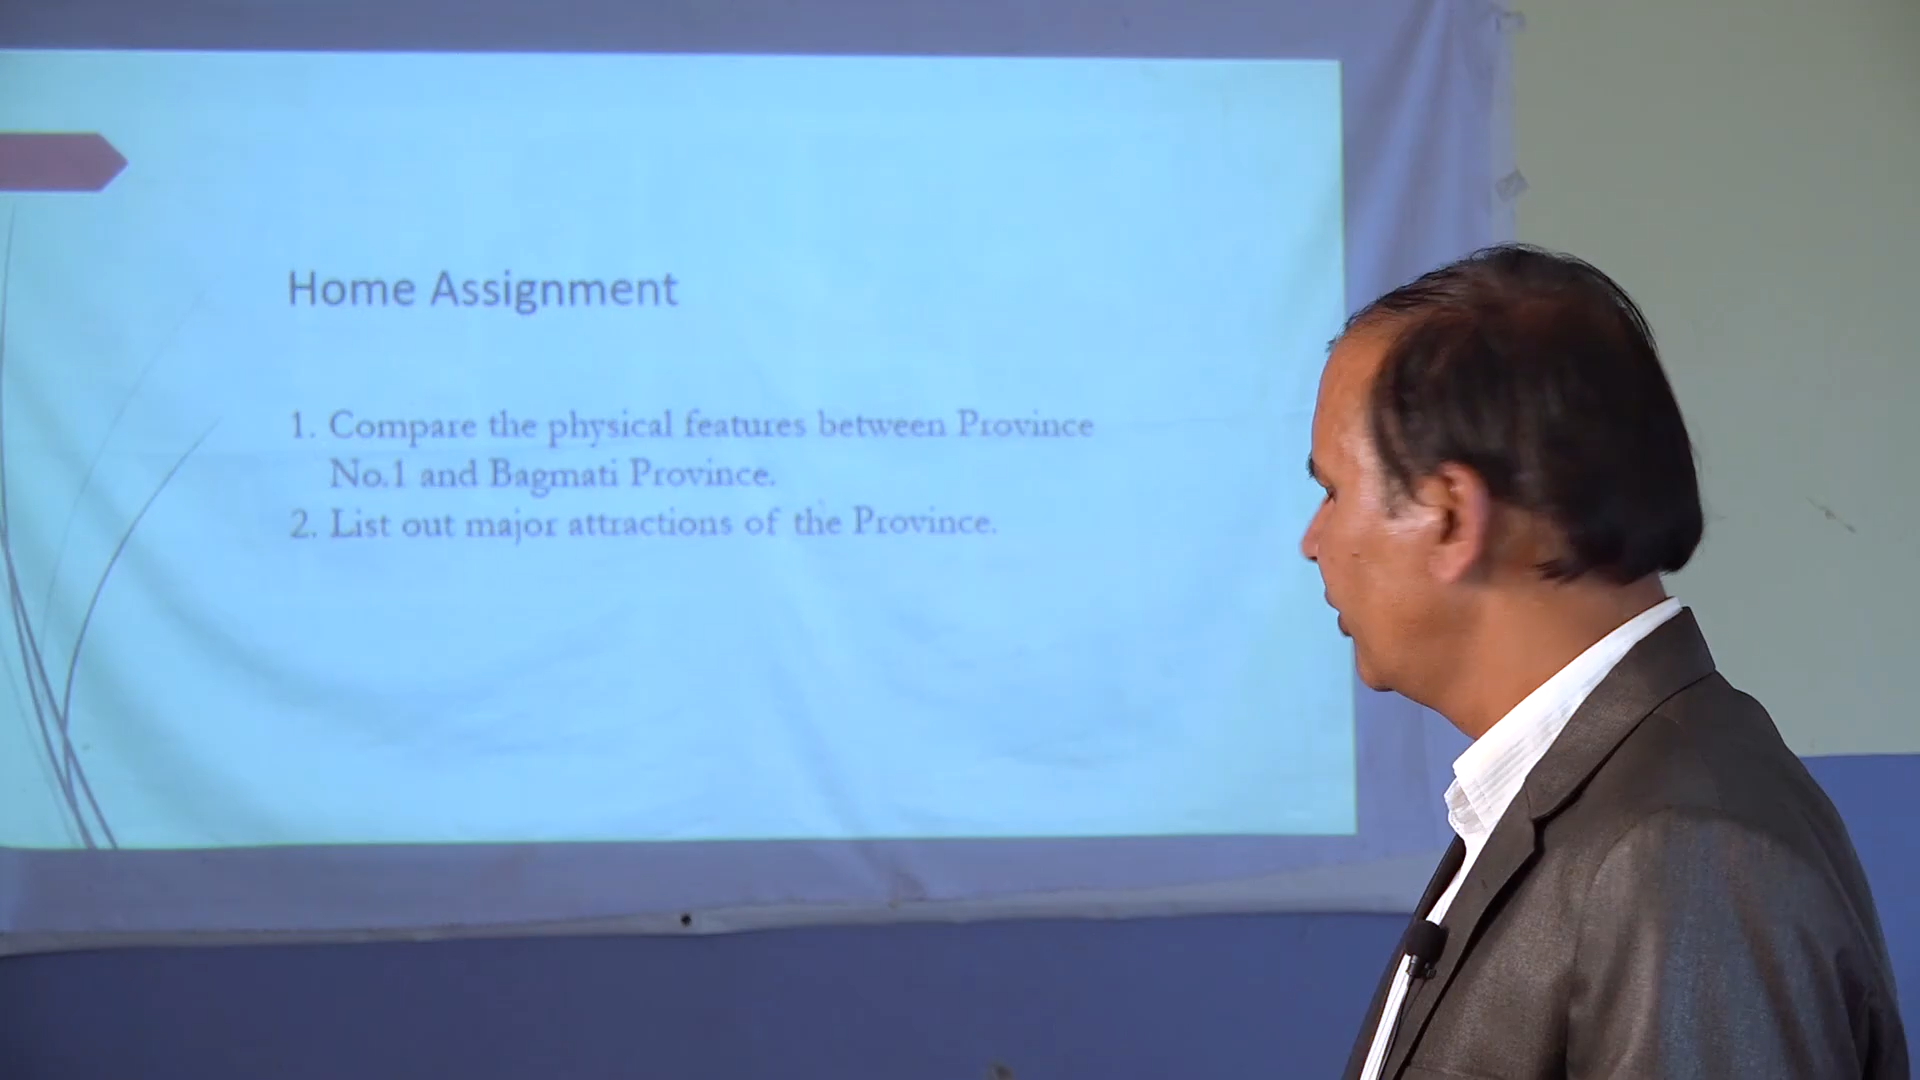 Home Assignment
1. Compare the physical features between Province
No.1 and Bagmati Province.
2. List out major attractions of the Province.